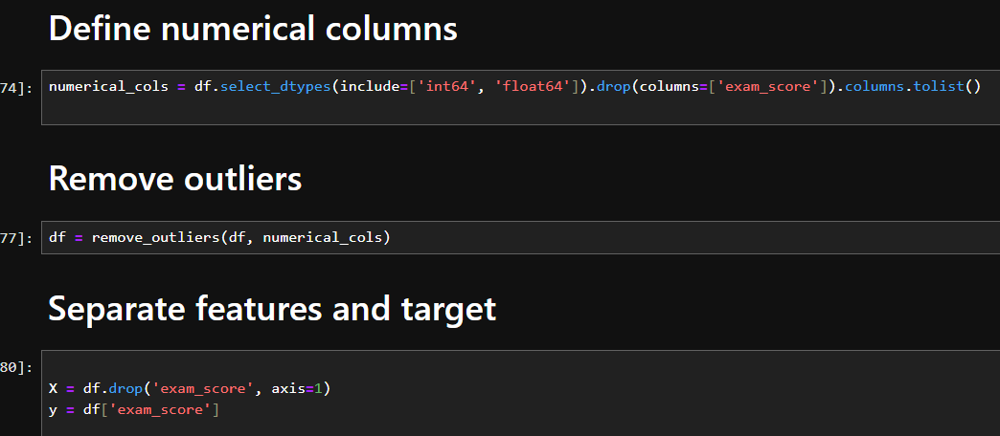 Define numerical columns
74]: numerical_cols = df.select_dtypes(include=['int64', 'float64']).drop(columns=['exam_score']).columns.tolist()
Remove outliers
77]: df = remove_outliers(df, numerical_cols)
Separate features and target
80]:
X = df.drop('exam_score', axis=1)
y = df['exam_score']